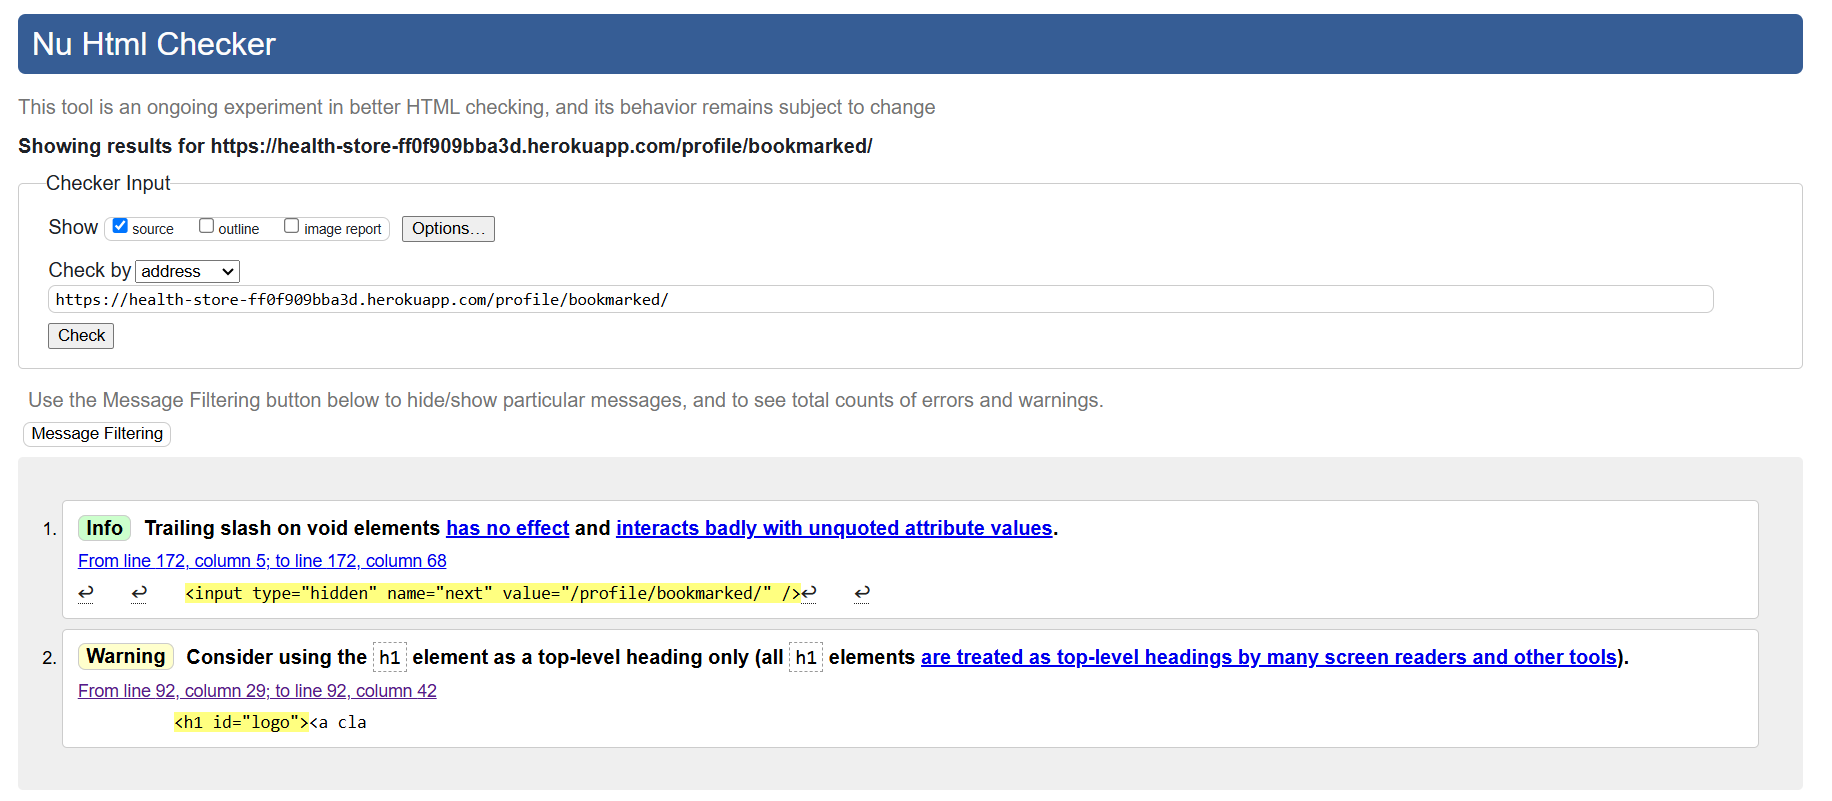 Nu Html Checker
This tool is an ongoing experiment in better HTML checking, and its behavior remains subject to change
Showing results for https://health-store-ff0f909bba3d.herokuapp.com/profile/bookmarked/
Checker Input
Show source outline image report Options...
Check by address
https://health-store-ff0f909bba3d.herokuapp.com/profile/bookmarked/
Check
Use the Message Filtering button below to hide/show particular messages, and to see total counts of errors and warnings.
Message Filtering
1. Info Trailing slash on void elements has no effect and interacts badly with unquoted attribute values.
From line 172, column 5; to line 172, column 68
↩ ↩ <input type="hidden" name="next" value="/profile/bookmarked/" />↩ ↩
2. Warning Consider using the h1 element as a top-level heading only (all h1 elements are treated as top-level headings by many screen readers and other tools).
From line 92, column 29; to line 92, column 42
<h1 id="logo"><a cla